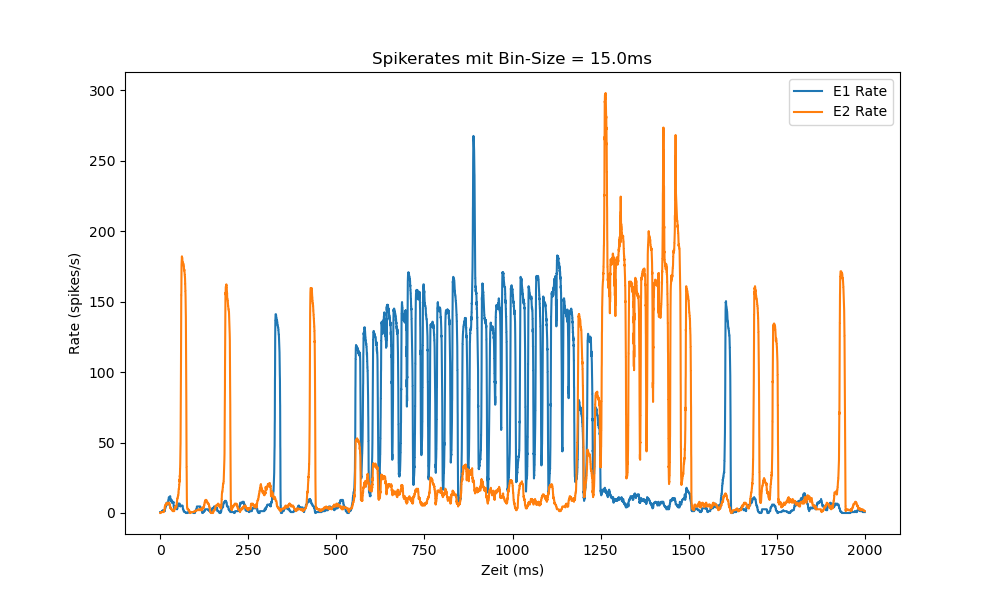 Spikerates mit Bin-Size = 15.0ms
E1 Rate
E2 Rate
Rate (spikes/s)
300
250
200
150
100
50
0
0 250 500 750 1000 1250 1500 1750 2000
Zeit (ms)